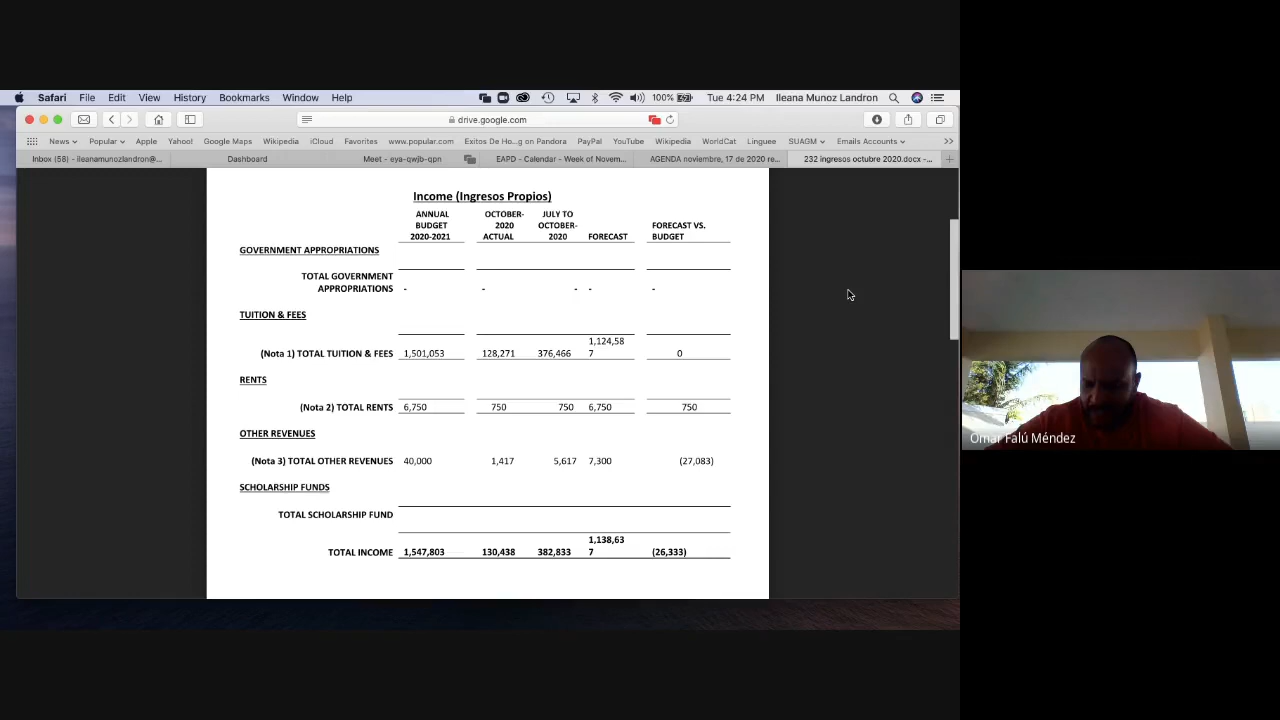 Safari File Edit View History Bookmarks Window Help 100% Tue 4:24 PM Ileana Munoz Landron
drive.google.com
News Popular Apple Yahoo! Google Maps Wikipedia iCloud Favorites www.popular.com Exitos De Ho...g on Pandora PayPal YouTube Wikipedia WorldCat Linguee SUAGM Emails Accounts
Inbox (58) - ileanamunozlandron@... Dashboard Meet - eya-qwjb-qpn EAPD - Calendar - Week of Novem... AGENDA noviembre, 17 de 2020 re... 232 ingresos octubre 2020.docx -...
Income (Ingresos Propios)
ANNUAL OCTOBER- JULY TO
BUDGET 2020 OCTOBER- FORECAST VS.
2020-2021 ACTUAL 2020 FORECAST BUDGET
GOVERNMENT APPROPRIATIONS
TOTAL GOVERNMENT
APPROPRIATIONS - - - - -
TUITION & FEES
1,124,58
(Nota 1) TOTAL TUITION & FEES 1,501,053 128,271 376,466 7 0
RENTS
(Nota 2) TOTAL RENTS 6,750 750 750 6,750 750
OTHER REVENUES
(Nota 3) TOTAL OTHER REVENUES 40,000 1,417 5,617 7,300 (27,083)
SCHOLARSHIP FUNDS
TOTAL SCHOLARSHIP FUND
1,138,63
TOTAL INCOME 1,547,803 130,438 382,833 7 (26,333)
Omar Falú Méndez